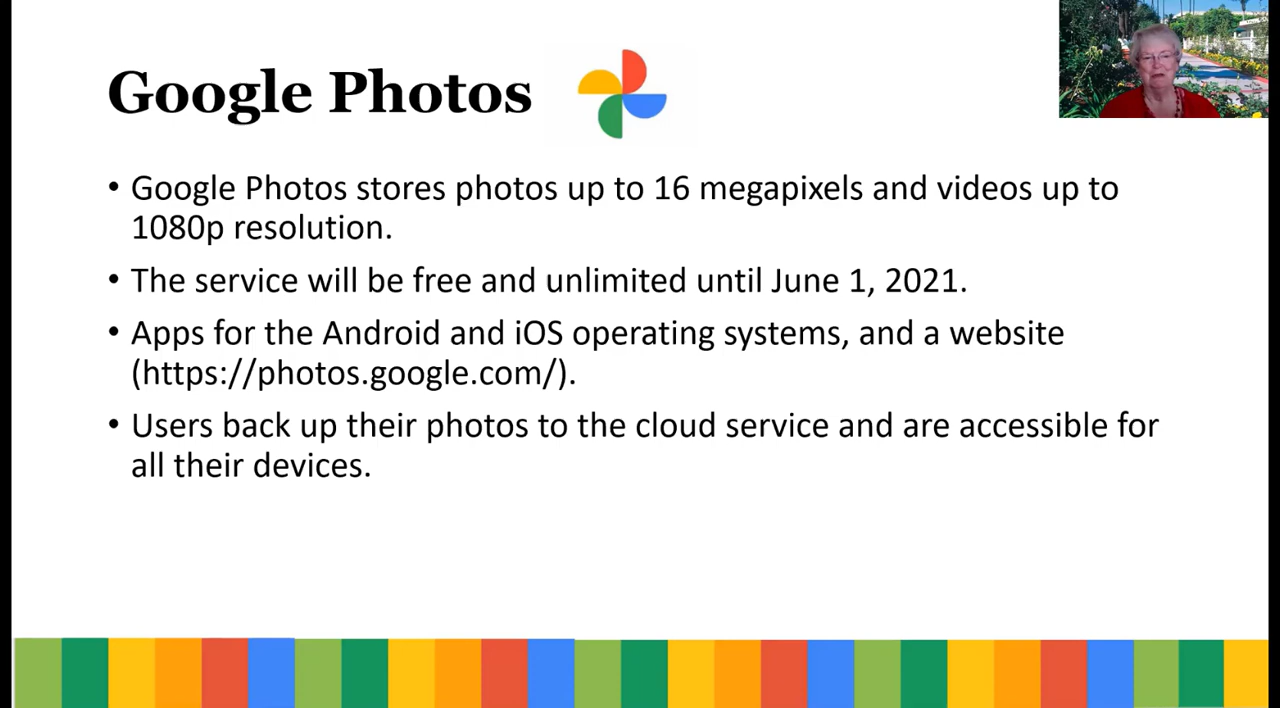 Google Photos
• Google Photos stores photos up to 16 megapixels and videos up to
1080p resolution.
• The service will be free and unlimited until June 1, 2021.
• Apps for the Android and iOS operating systems, and a website
(https://photos.google.com/).
• Users back up their photos to the cloud service and are accessible for
all their devices.